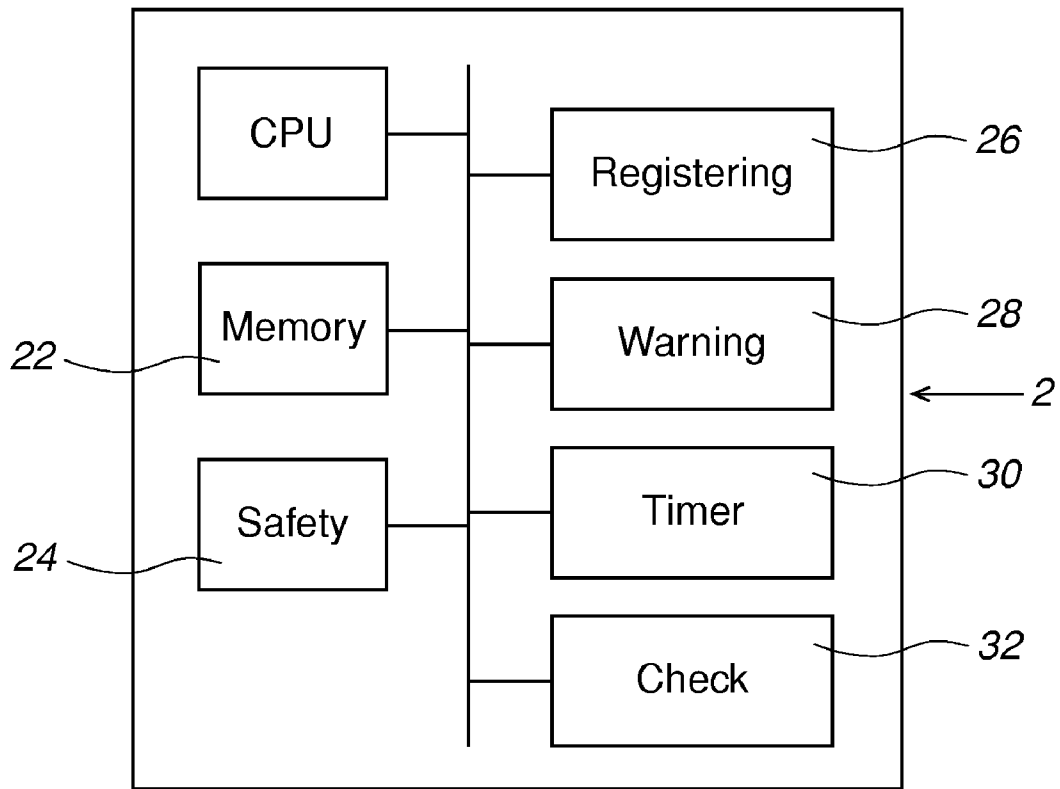 CPU
Registering
26
Memory
22
Warning
28
2
Safety
24
Timer
30
Check
32